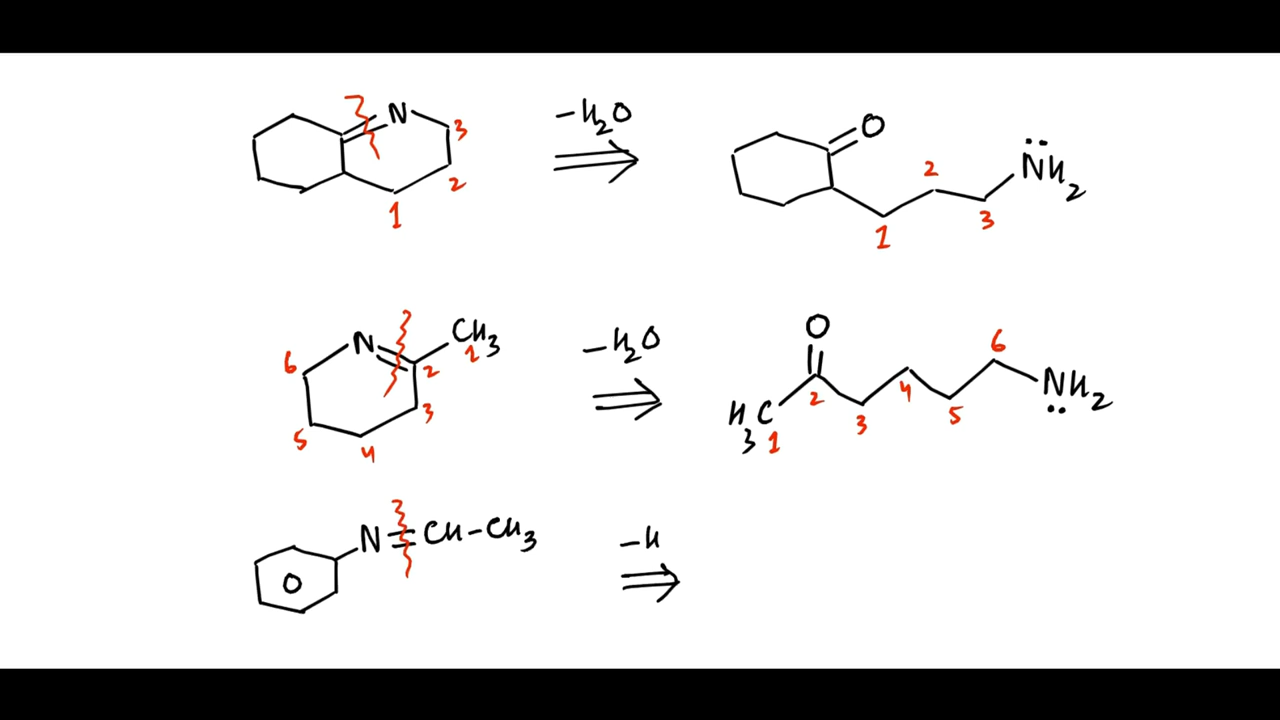 N 3 2 1 -H₂O O 1 2 3 N̈H₂
6 5 4 3 2 N CH₃ 1 -H₂O O H₃C 1 2 3 4 5 6 NH₂
O N=CH-CH₃ -H